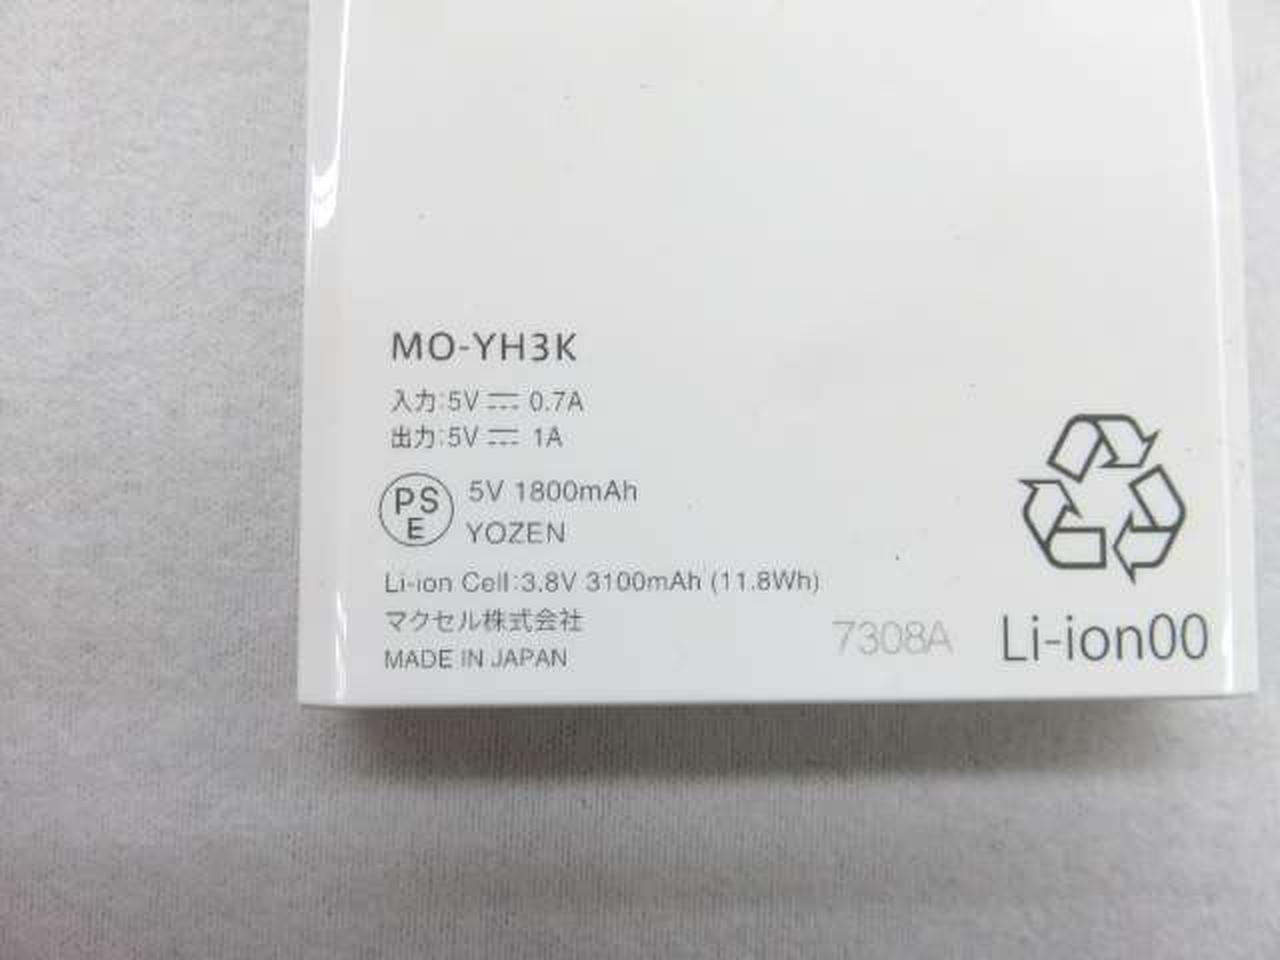 MO-YH3K
入力:5V ⎓ 0.7A
出力:5V ⎓ 1A
PS
E
5V 1800mAh
YOZEN
Li-ion Cell:3.8V 3100mAh (11.8Wh)
マクセル株式会社
MADE IN JAPAN
7308A
Li-ion00